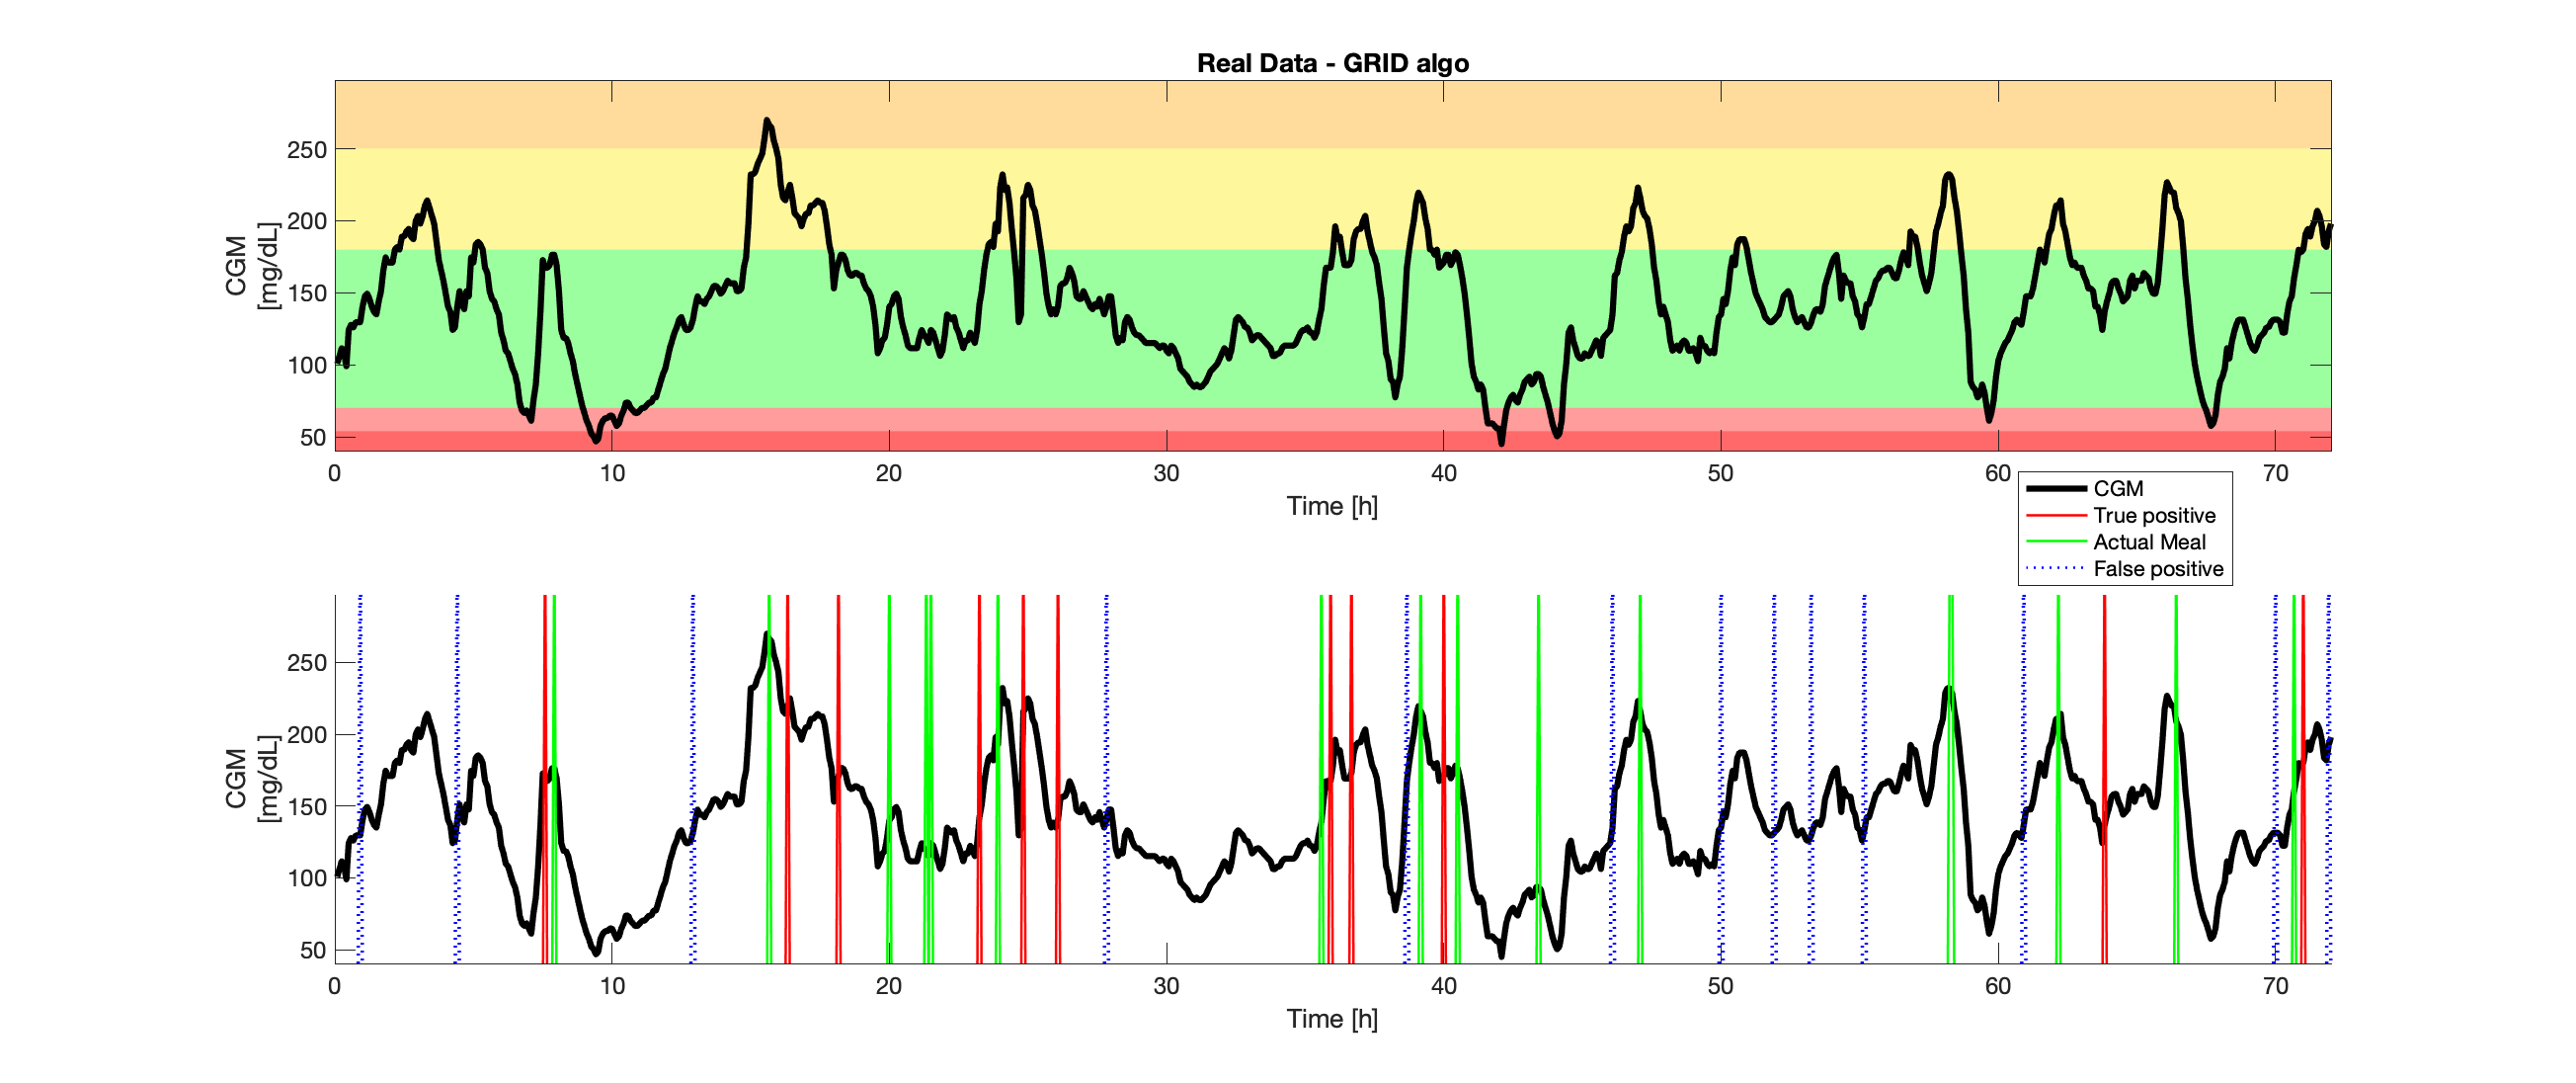 Real Data - GRID algo
250
200
150
100
50
CGM
[mg/dL]
0 10 20 30 40 50 60 70
Time [h]
CGM
True positive
Actual Meal
False positive
250
200
150
100
50
CGM
[mg/dL]
0 10 20 30 40 50 60 70
Time [h]